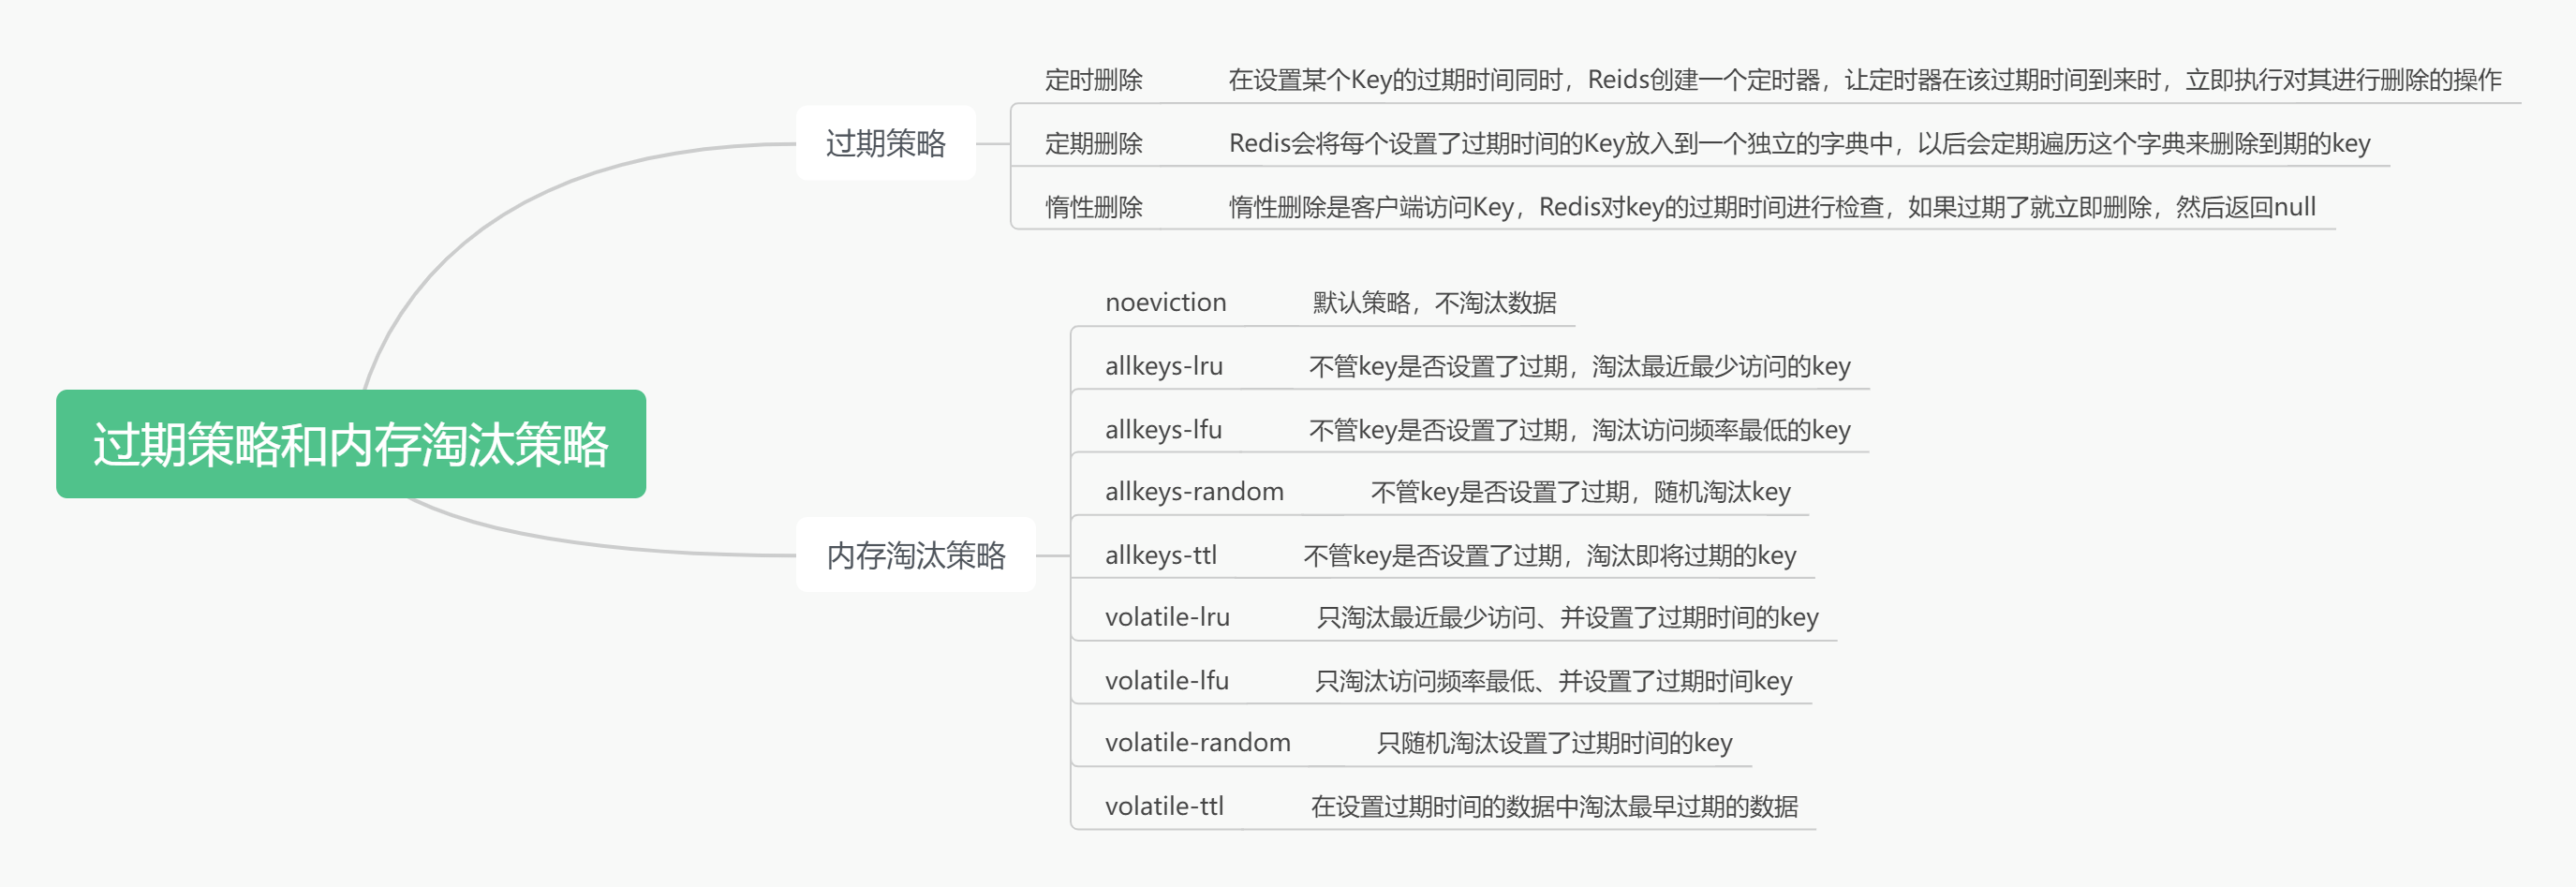 过期策略和内存淘汰策略
过期策略
定时删除 在设置某个Key的过期时间同时，Reids创建一个定时器，让定时器在该过期时间到来时，立即执行对其进行删除的操作
定期删除 Redis会将每个设置了过期时间的Key放入到一个独立的字典中，以后会定期遍历这个字典来删除到期的key
惰性删除 惰性删除是客户端访问Key，Redis对key的过期时间进行检查，如果过期了就立即删除，然后返回null
内存淘汰策略
noeviction 默认策略，不淘汰数据
allkeys-lru 不管key是否设置了过期，淘汰最近最少访问的key
allkeys-lfu 不管key是否设置了过期，淘汰访问频率最低的key
allkeys-random 不管key是否设置了过期，随机淘汰key
allkeys-ttl 不管key是否设置了过期，淘汰即将过期的key
volatile-lru 只淘汰最近最少访问、并设置了过期时间的key
volatile-lfu 只淘汰访问频率最低、并设置了过期时间key
volatile-random 只随机淘汰设置了过期时间的key
volatile-ttl 在设置过期时间的数据中淘汰最早过期的数据